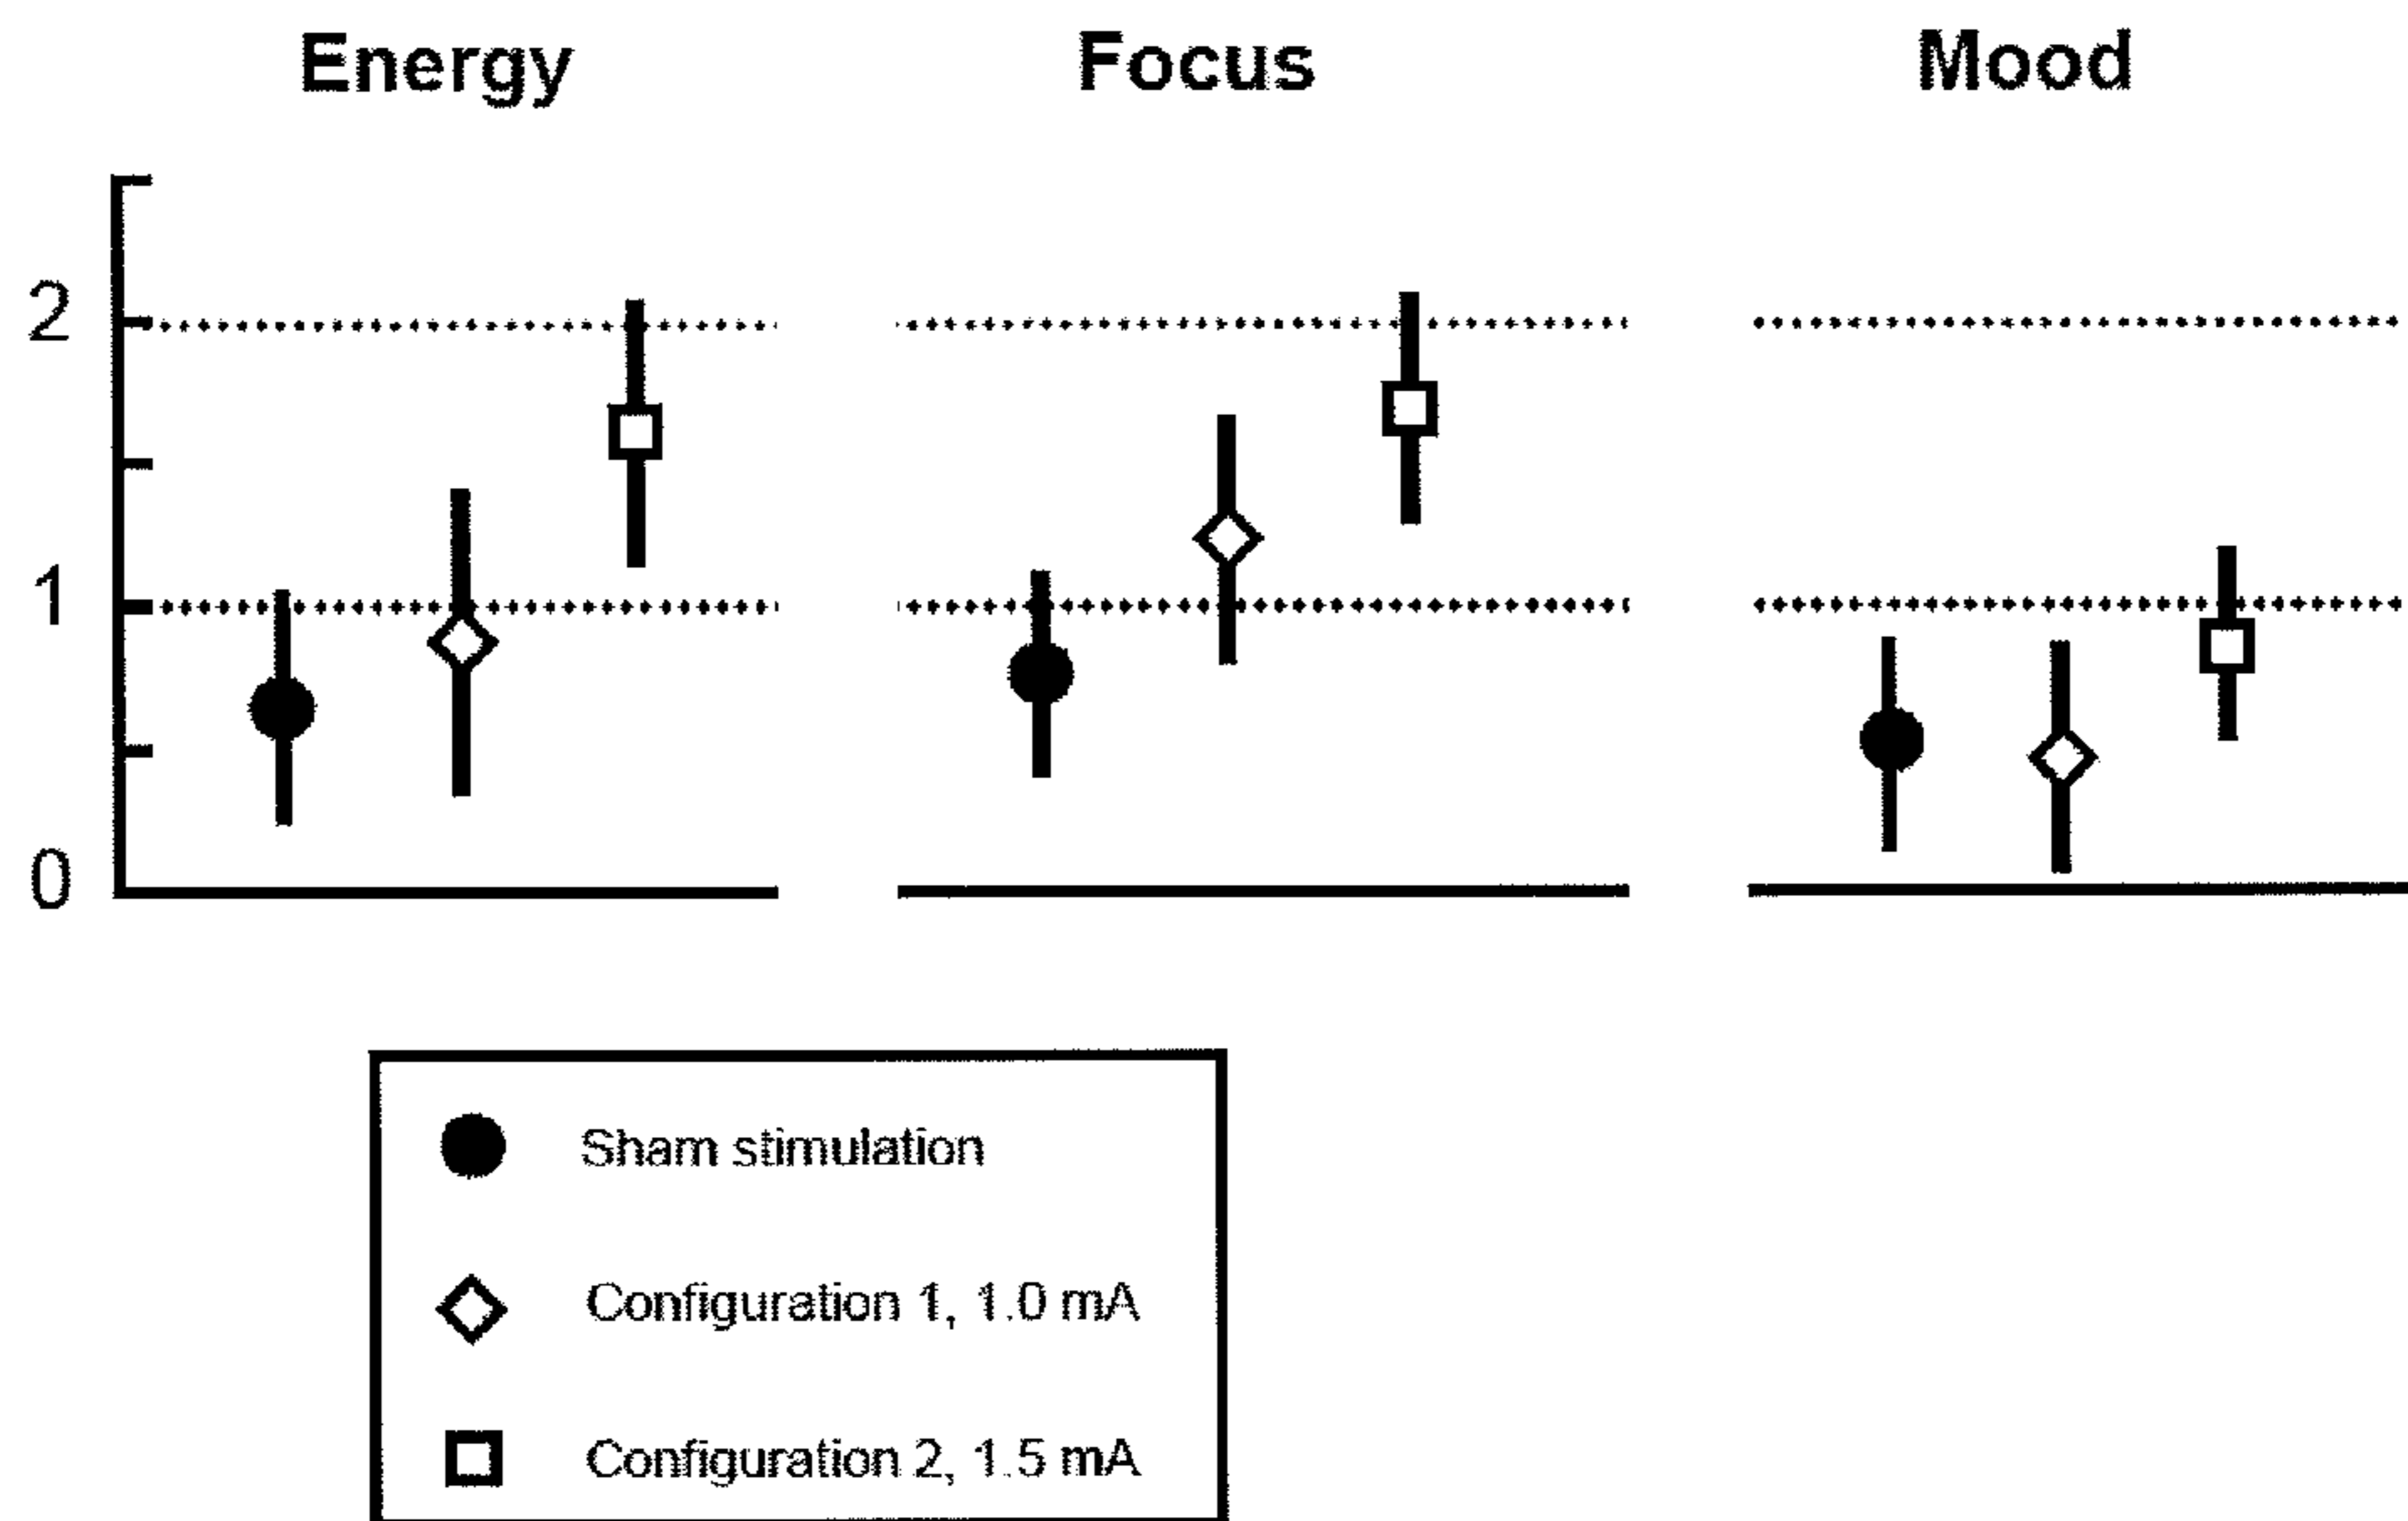 Energy Focus Mood
2
1
0
Sham stimulation
Configuration 1, 1.0 mA
Configuration 2, 1.5 mA